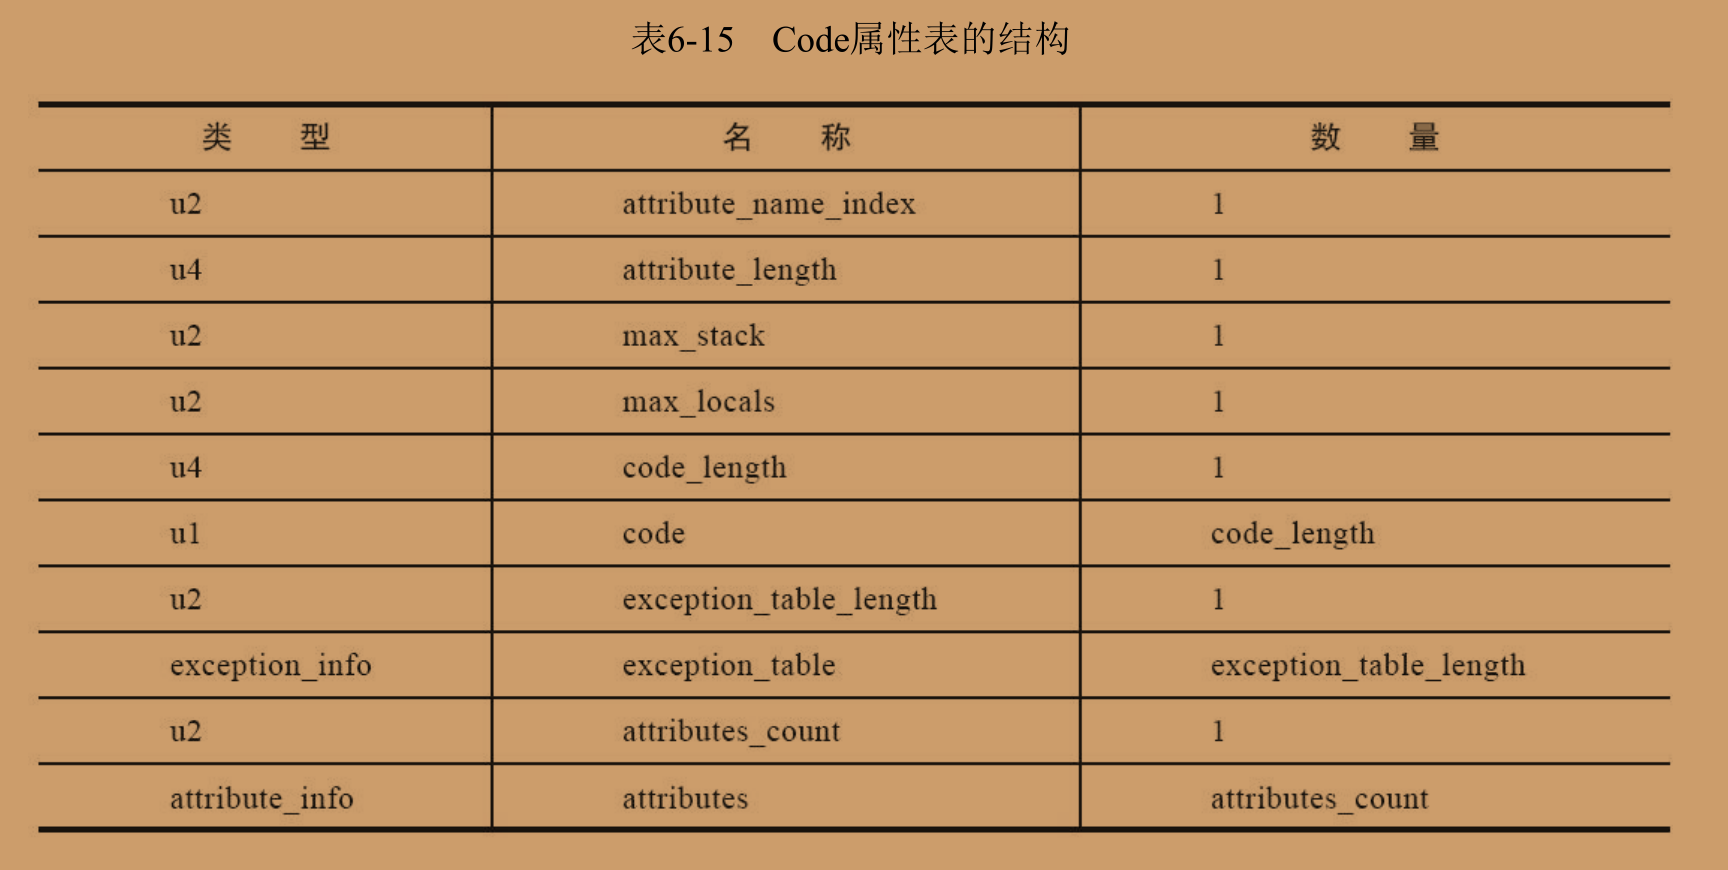 表6-15 Code属性表的结构
类 型 名 称 数 量
u2 attribute_name_index 1
u4 attribute_length 1
u2 max_stack 1
u2 max_locals 1
u4 code_length 1
u1 code code_length
u2 exception_table_length 1
exception_info exception_table exception_table_length
u2 attributes_count 1
attribute_info attributes attributes_count